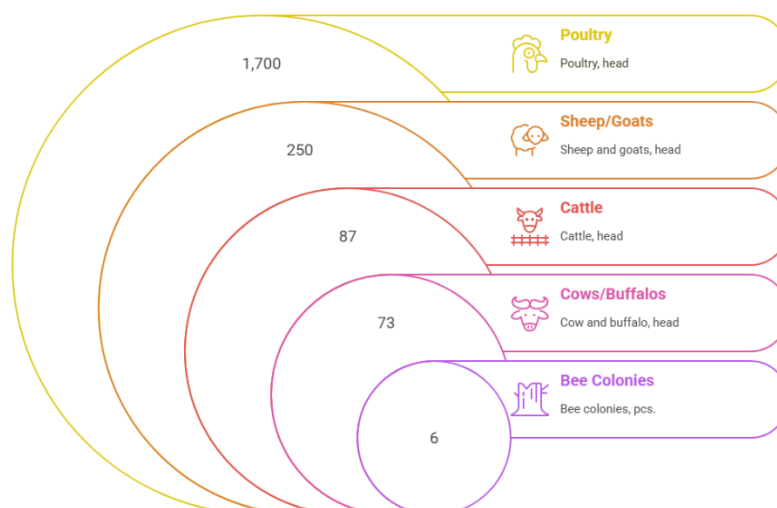 1,700
Poultry
Poultry, head
250
Sheep/Goats
Sheep and goats, head
87
Cattle
Cattle, head
73
Cows/Buffalos
Cow and buffalo, head
6
Bee Colonies
Bee colonies, pcs.